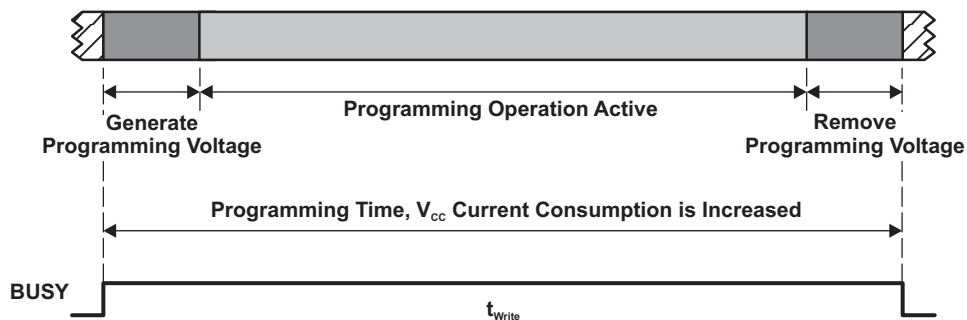 Programming Operation Active
Generate
Programming Voltage
Remove
Programming Voltage
Programming Time, VCC Current Consumption is Increased
BUSY
tWrite